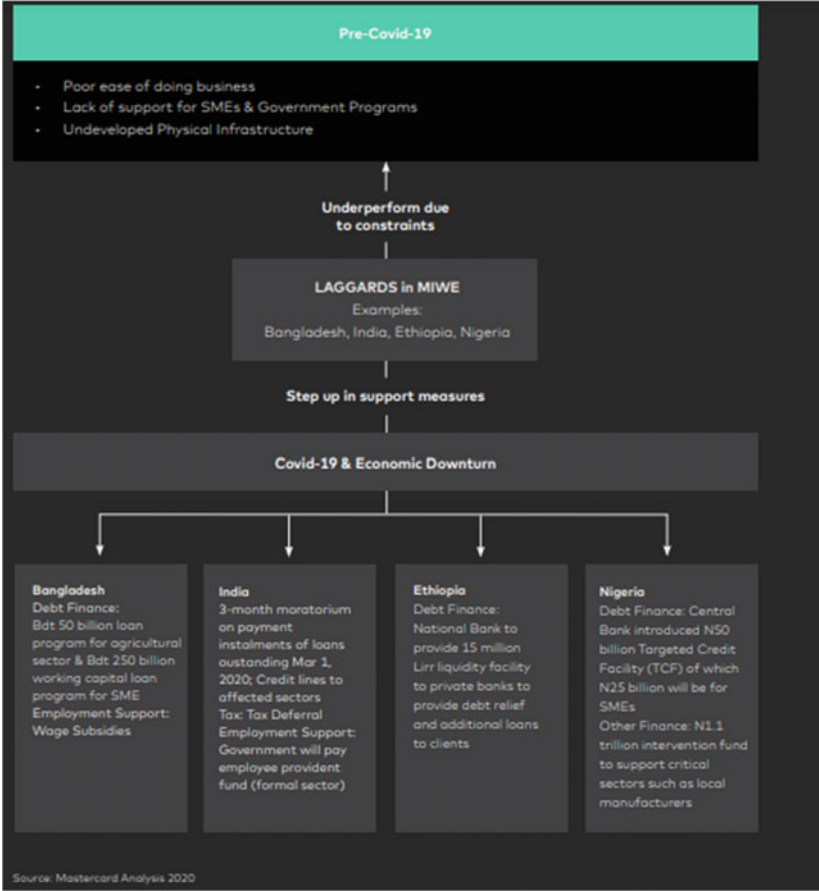 Pre-Covid-19
• Poor ease of doing business
• Lack of support for SMEs & Government Programs
• Undeveloped Physical Infrastructure
Underperform due
to constraints
LAGGARDS in MIWE
Examples:
Bangladesh, India, Ethiopia, Nigeria
Step up in support measures
Covid-19 & Economic Downturn
Bangladesh
Debt Finance:
Bdt 50 billion loan
program for agricultural
sector & Bdt 250 billion
working capital loan
program for SME
Employment Support:
Wage Subsidies
India
3-month moratorium
on payment
instalments of loans
oustanding Mar 1,
2020; Credit lines to
affected sectors
Tax: Tax Deferral
Employment Support:
Government will pay
employee provident
fund (formal sector)
Ethiopia
Debt Finance:
National Bank to
provide 15 million
Lirr liquidity facility
to private banks to
provide debt relief
and additional loans
to clients
Nigeria
Debt Finance: Central
Bank introduced N50
billion Targeted Credit
Facility (TCF) of which
N25 billion will be for
SMEs
Other Finance: N1.1
trillion intervention fund
to support critical
sectors such as local
manufacturers
Source: Mastercard Analysis 2020